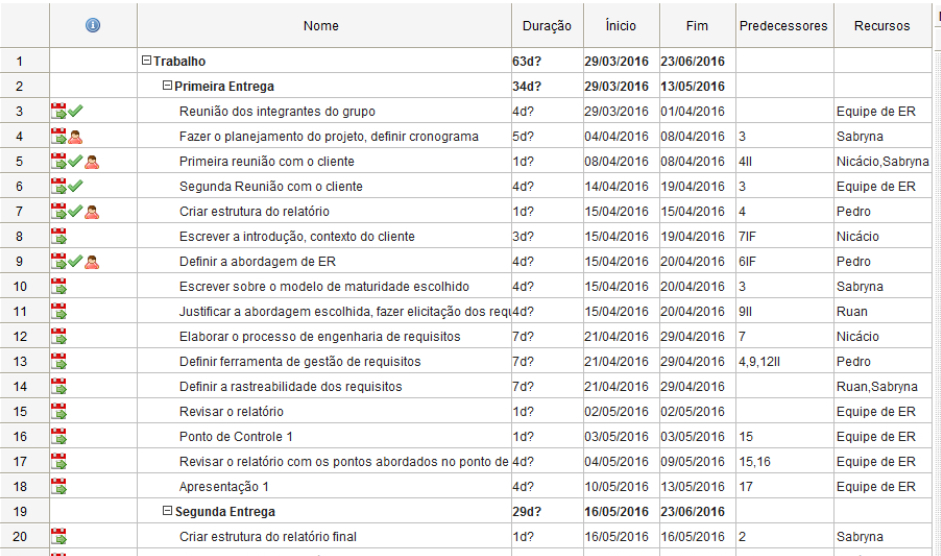 Nome Duração Ínicio Fim Predecessores Recursos
1 Trabalho 63d? 29/03/2016 23/06/2016
2 Primeira Entrega 34d? 29/03/2016 13/05/2016
3 Reunião dos integrantes do grupo 4d? 29/03/2016 01/04/2016 Equipe de ER
4 Fazer o planejamento do projeto, definir cronograma 5d? 04/04/2016 08/04/2016 3 Sabryna
5 Primeira reunião com o cliente 1d? 08/04/2016 08/04/2016 4II Nicácio,Sabryna
6 Segunda Reunião com o cliente 4d? 14/04/2016 19/04/2016 3 Equipe de ER
7 Criar estrutura do relatório 1d? 15/04/2016 15/04/2016 4 Pedro
8 Escrever a introdução, contexto do cliente 3d? 15/04/2016 19/04/2016 7IF Nicácio
9 Definir a abordagem de ER 4d? 15/04/2016 20/04/2016 6IF Pedro
10 Escrever sobre o modelo de maturidade escolhido 4d? 15/04/2016 20/04/2016 3 Sabryna
11 Justificar a abordagem escolhida, fazer elicitação dos requ 4d? 15/04/2016 20/04/2016 9II Ruan
12 Elaborar o processo de engenharia de requisitos 7d? 21/04/2016 29/04/2016 7 Nicácio
13 Definir ferramenta de gestão de requisitos 7d? 21/04/2016 29/04/2016 4,9,12II Pedro
14 Definir a rastreabilidade dos requisitos 7d? 21/04/2016 29/04/2016 Ruan,Sabryna
15 Revisar o relatório 1d? 02/05/2016 02/05/2016 Equipe de ER
16 Ponto de Controle 1 1d? 03/05/2016 03/05/2016 15 Equipe de ER
17 Revisar o relatório com os pontos abordados no ponto de 4d? 04/05/2016 09/05/2016 15,16 Equipe de ER
18 Apresentação 1 4d? 10/05/2016 13/05/2016 17 Equipe de ER
19 Segunda Entrega 29d? 16/05/2016 23/06/2016
20 Criar estrutura do relatório final 1d? 16/05/2016 16/05/2016 2 Sabryna